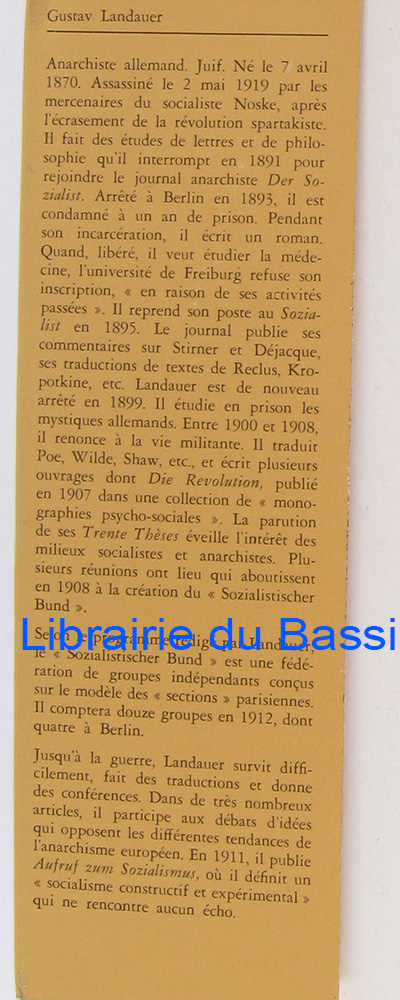 Gustav Landauer
Anarchiste allemand. Juif. Né le 7 avril
1870. Assassiné le 2 mai 1919 par les
mercenaires du socialiste Noske, après
l'écrasement de la révolution spartakiste.
Il fait des études de lettres et de philo-
sophie qu'il interrompt en 1891 pour
rejoindre le journal anarchiste Der So-
zialist. Arrêté à Berlin en 1893, il est
condamné à un an de prison. Pendant
son incarcération, il écrit un roman.
Quand, libéré, il veut étudier la méde-
cine, l'université de Freiburg refuse son
inscription, « en raison de ses activités
passées ». Il reprend son poste au Sozia-
list en 1895. Le journal publie ses
commentaires sur Stirner et Déjacque,
ses traductions de textes de Reclus, Kro-
potkine, etc. Landauer est de nouveau
arrêté en 1899. Il étudie en prison les
mystiques allemands. Entre 1900 et 1908,
il renonce à la vie militante. Il traduit
Poe, Wilde, Shaw, etc., et écrit plusieurs
ouvrages dont Die Revolution, publié
en 1907 dans une collection de « mono-
graphies psycho-sociales ». La parution
de ses Trente Thèses éveille l'intérêt des
milieux socialistes et anarchistes. Plu-
sieurs réunions ont lieu qui aboutissent
en 1908 à la création du « Sozialistischer
Bund ».
Selon le programme rédigé par Landauer,
Librairie du Bassi
le « Sozialistischer Bund » est une fédé-
ration de groupes indépendants conçus
sur le modèle des « sections » parisiennes.
Il comptera douze groupes en 1912, dont
quatre à Berlin.
Jusqu'à la guerre, Landauer survit diffi-
cilement, fait des traductions et donne
des conférences. Dans de très nombreux
articles, il participe aux débats d'idées
qui opposent les différentes tendances de
l'anarchisme européen. En 1911, il publie
Aufruf zum Sozialismus, où il définit un
« socialisme constructif et expérimental »
qui ne rencontre aucun écho.